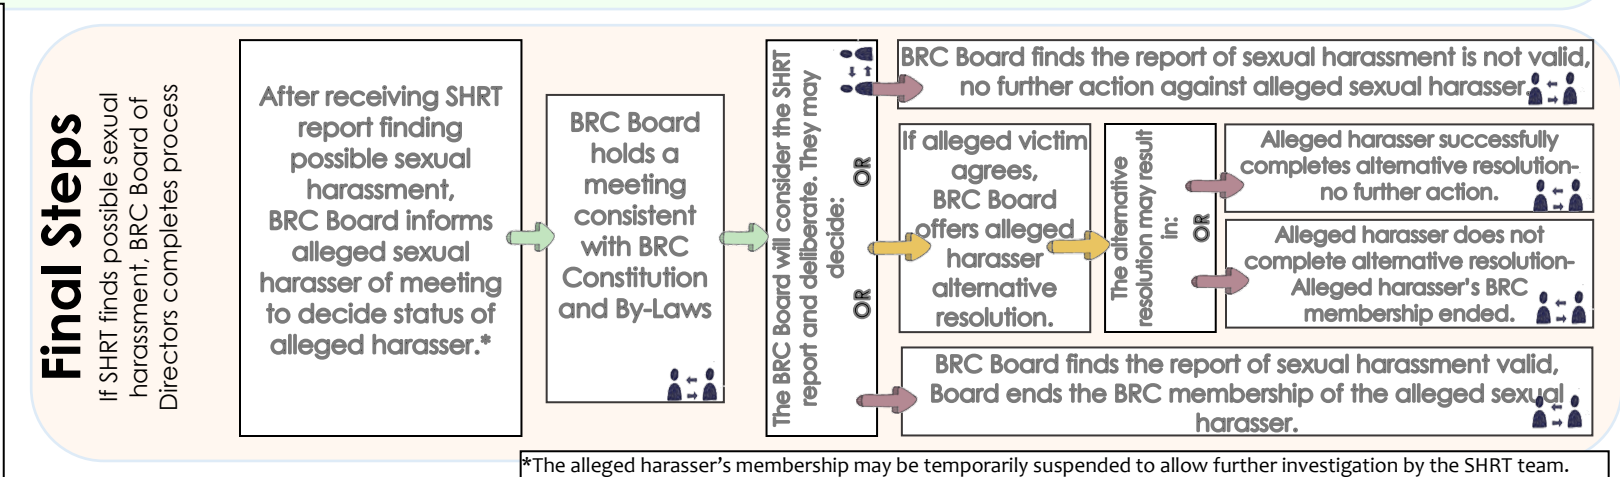 Final Steps
If SHRT finds possible sexual
harassment, BRC Board of
Directors completes process
After receiving SHRT
report finding
possible sexual
harassment,
BRC Board informs
alleged sexual
harasser of meeting
to decide status of
alleged harasser.*
BRC Board
holds a
meeting
consistent
with BRC
Constitution
and By-Laws
The BRC Board will consider the SHRT
report and deliberate. They may
decide:
OR
OR
BRC Board finds the report of sexual harassment is not valid,
no further action against alleged sexual harasser.
If alleged victim
agrees,
BRC Board
offers alleged
harasser
alternative
resolution.
The alternative
resolution may result
in:
OR
Alleged harasser successfully
completes alternative resolution-
no further action.
Alleged harasser does not
complete alternative resolution-
Alleged harasser's BRC
membership ended.
BRC Board finds the report of sexual harassment valid,
Board ends the BRC membership of the alleged sexual
harasser.
*The alleged harasser's membership may be temporarily suspended to allow further investigation by the SHRT team.